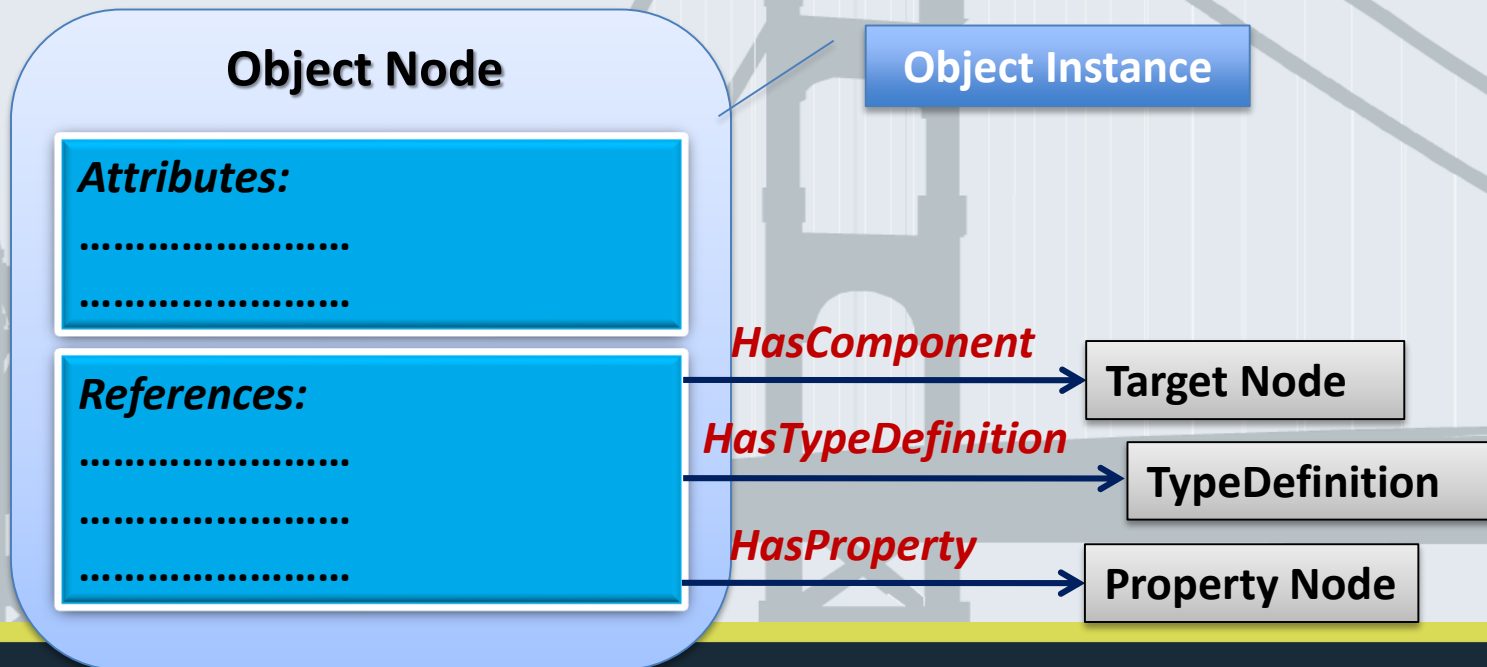 Object Node
Object Instance
Attributes:
........................
........................
References:
........................
........................
........................
HasComponent
Target Node
HasTypeDefinition
TypeDefinition
HasProperty
Property Node